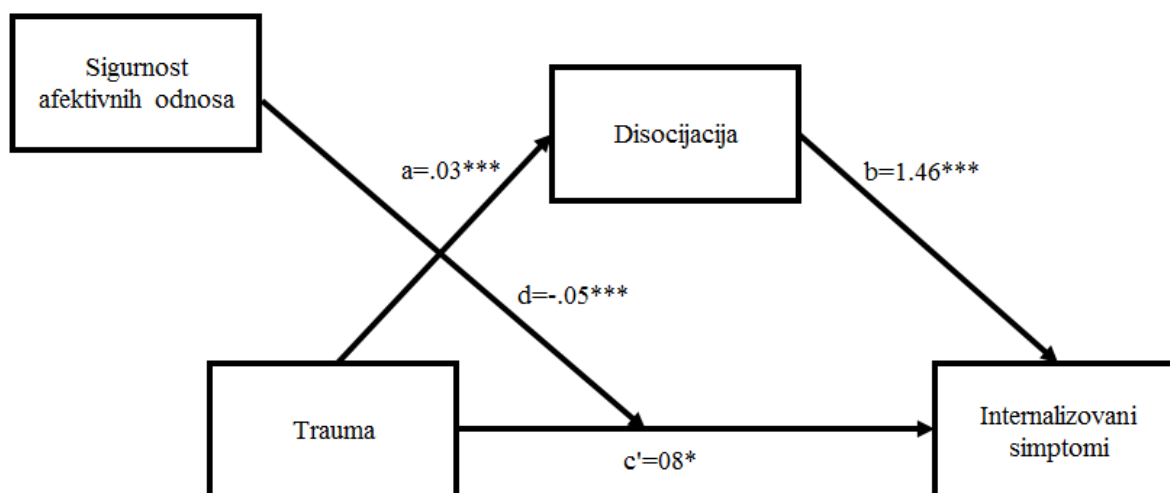 Sigurnost
afektivnih odnosa
Disocijacija
a=.03***
b=1.46***
d=-.05***
Trauma
c'=08*
Internalizovani
simptomi